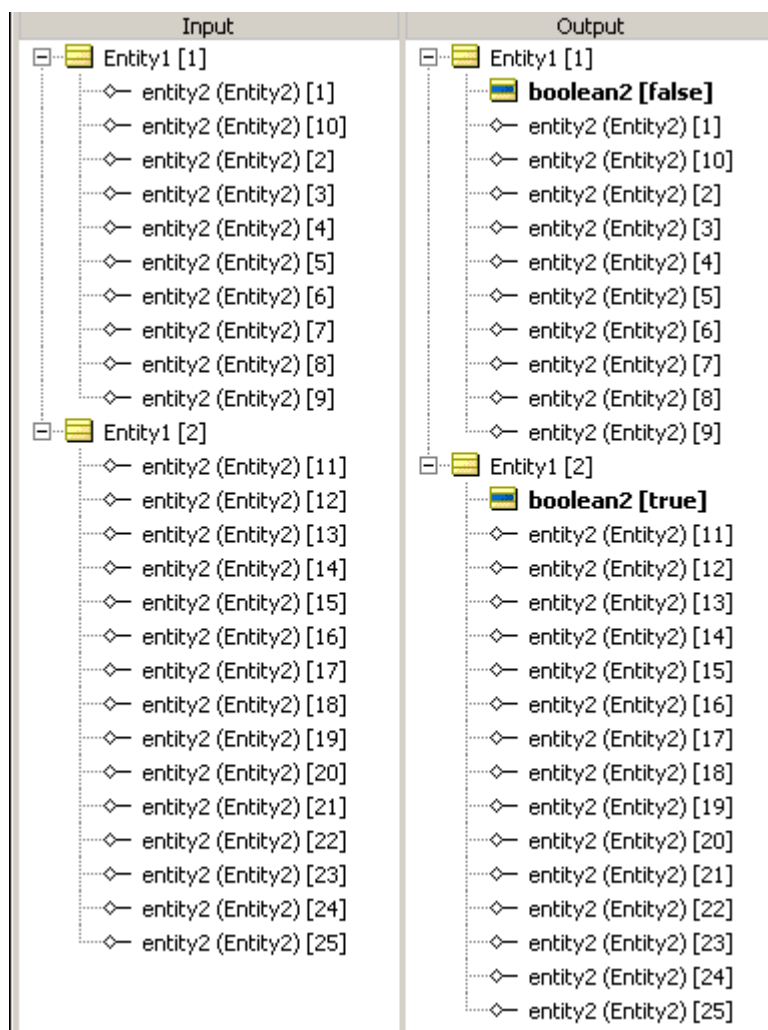 Input
Entity1 [1]
entity2 (Entity2) [1]
entity2 (Entity2) [10]
entity2 (Entity2) [2]
entity2 (Entity2) [3]
entity2 (Entity2) [4]
entity2 (Entity2) [5]
entity2 (Entity2) [6]
entity2 (Entity2) [7]
entity2 (Entity2) [8]
entity2 (Entity2) [9]
Entity1 [2]
entity2 (Entity2) [11]
entity2 (Entity2) [12]
entity2 (Entity2) [13]
entity2 (Entity2) [14]
entity2 (Entity2) [15]
entity2 (Entity2) [16]
entity2 (Entity2) [17]
entity2 (Entity2) [18]
entity2 (Entity2) [19]
entity2 (Entity2) [20]
entity2 (Entity2) [21]
entity2 (Entity2) [22]
entity2 (Entity2) [23]
entity2 (Entity2) [24]
entity2 (Entity2) [25]
Output
Entity1 [1]
boolean2 [false]
entity2 (Entity2) [1]
entity2 (Entity2) [10]
entity2 (Entity2) [2]
entity2 (Entity2) [3]
entity2 (Entity2) [4]
entity2 (Entity2) [5]
entity2 (Entity2) [6]
entity2 (Entity2) [7]
entity2 (Entity2) [8]
entity2 (Entity2) [9]
Entity1 [2]
boolean2 [true]
entity2 (Entity2) [11]
entity2 (Entity2) [12]
entity2 (Entity2) [13]
entity2 (Entity2) [14]
entity2 (Entity2) [15]
entity2 (Entity2) [16]
entity2 (Entity2) [17]
entity2 (Entity2) [18]
entity2 (Entity2) [19]
entity2 (Entity2) [20]
entity2 (Entity2) [21]
entity2 (Entity2) [22]
entity2 (Entity2) [23]
entity2 (Entity2) [24]
entity2 (Entity2) [25]